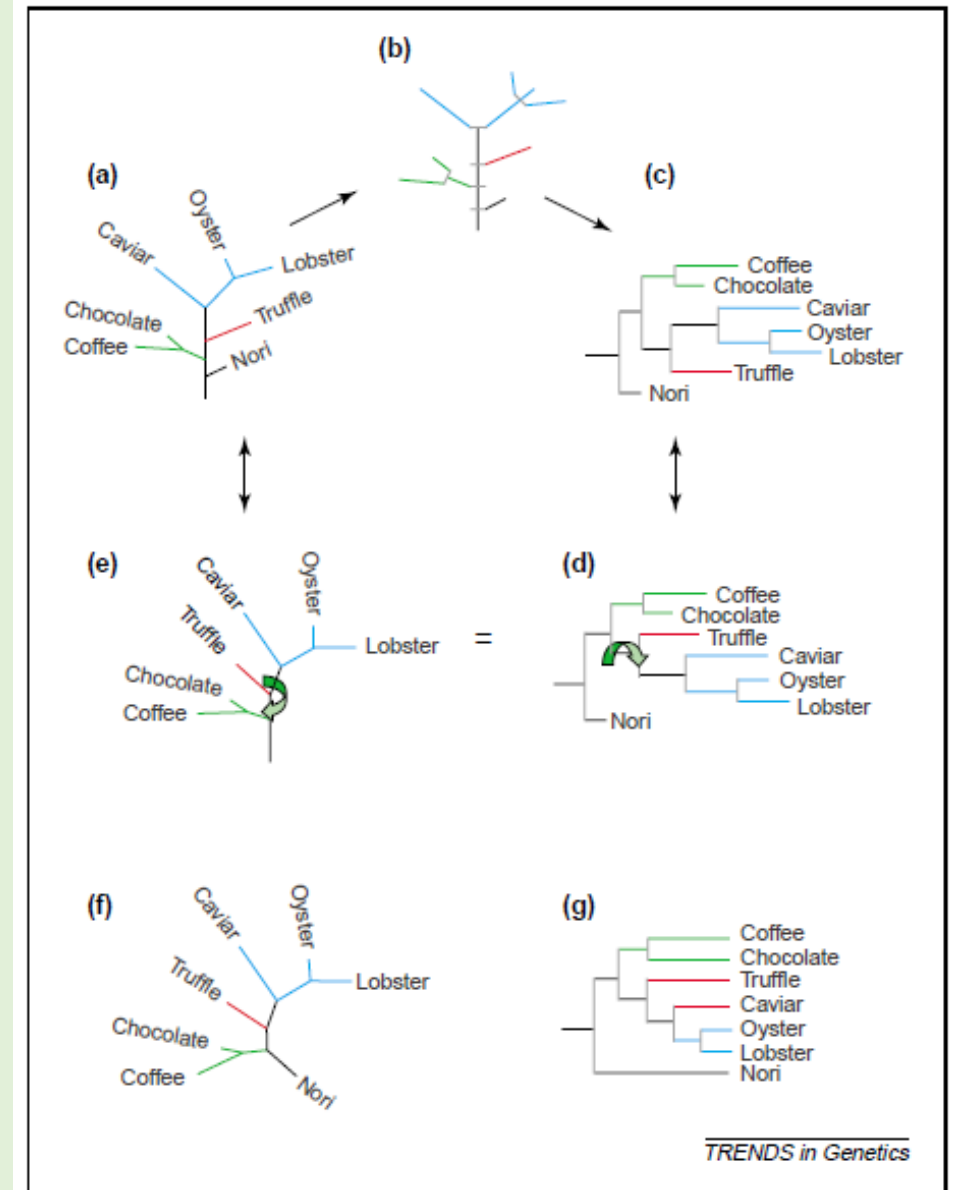 (b)
(a)
(c)
Oyster
Caviar
Lobster
Chocolate
Truffle
Coffee
Nori
Coffee
Chocolate
Caviar
Oyster
Lobster
Truffle
Nori
(e)
(d)
Caviar
Oyster
Truffle
Lobster
Chocolate
Coffee
=
Coffee
Chocolate
Truffle
Caviar
Oyster
Lobster
Nori
(f)
(g)
Caviar
Oyster
Truffle
Lobster
Chocolate
Coffee
Nori
Coffee
Chocolate
Truffle
Caviar
Oyster
Lobster
Nori
TRENDS in Genetics